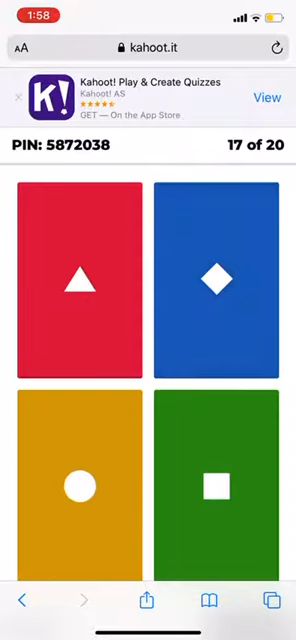 1:58
AA kahoot.it
Kahoot! Play & Create Quizzes
Kahoot! AS
GET — On the App Store
View
K!
PIN: 5872038
17 of 20